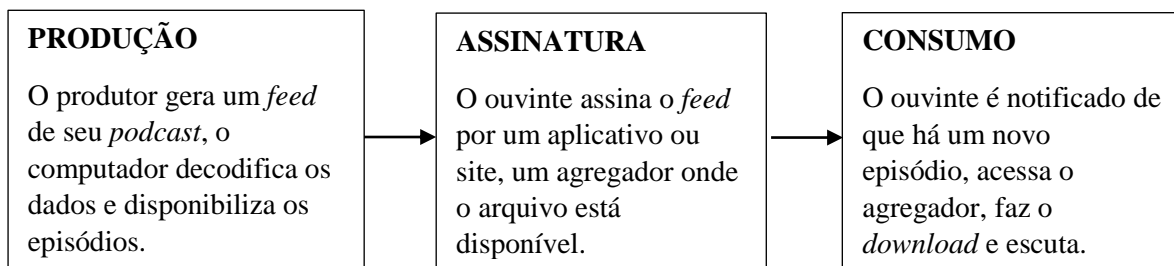 PRODUÇÃO
O produtor gera um feed
de seu podcast, o
computador decodifica os
dados e disponibiliza os
episódios.
ASSINATURA
O ouvinte assina o feed
por um aplicativo ou
site, um agregador onde
o arquivo está
disponível.
CONSUMO
O ouvinte é notificado de
que há um novo
episódio, acessa o
agregador, faz o
download e escuta.